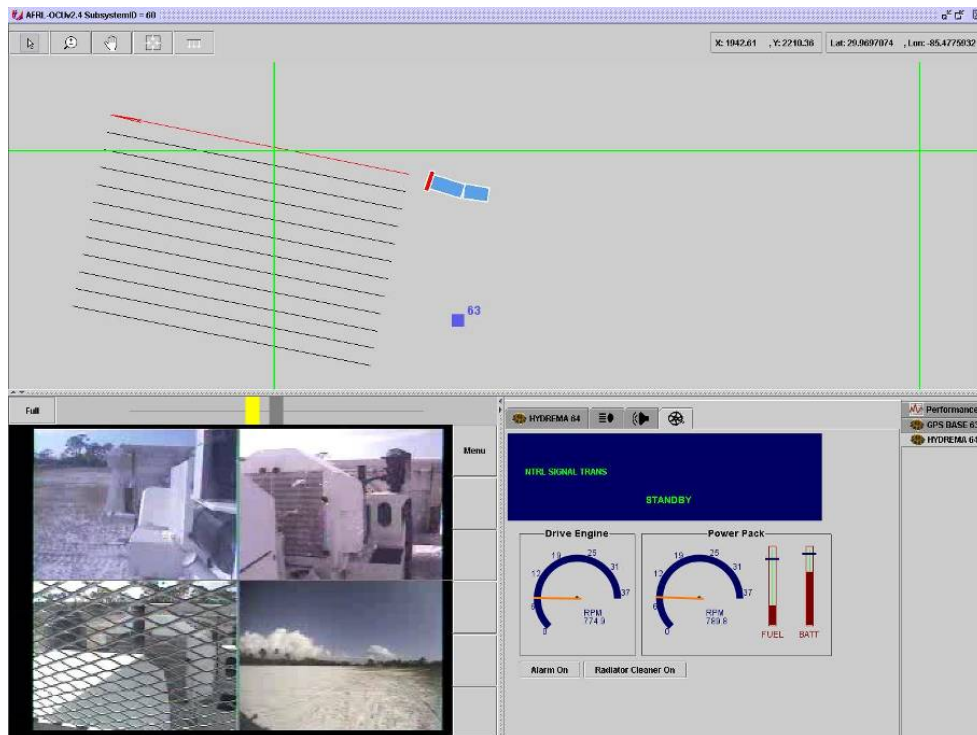 AFRL-OCUv2.4 SubsystemID = 60
X: 1942.61 , Y: 2210.36 Lat: 29.9697074 , Lon: -85.4775932
63
Full
Menu
HYDREMA 64
Performance
GPS BASE 63
HYDREMA 64
NTRL SIGNAL TRANS
STANDBY
Drive Engine
0
6
12
19
25
31
37
RPM
774.9
Power Pack
0
6
12
19
25
31
37
RPM
789.8
FUEL
BATT
Alarm On
Radiator Cleaner On